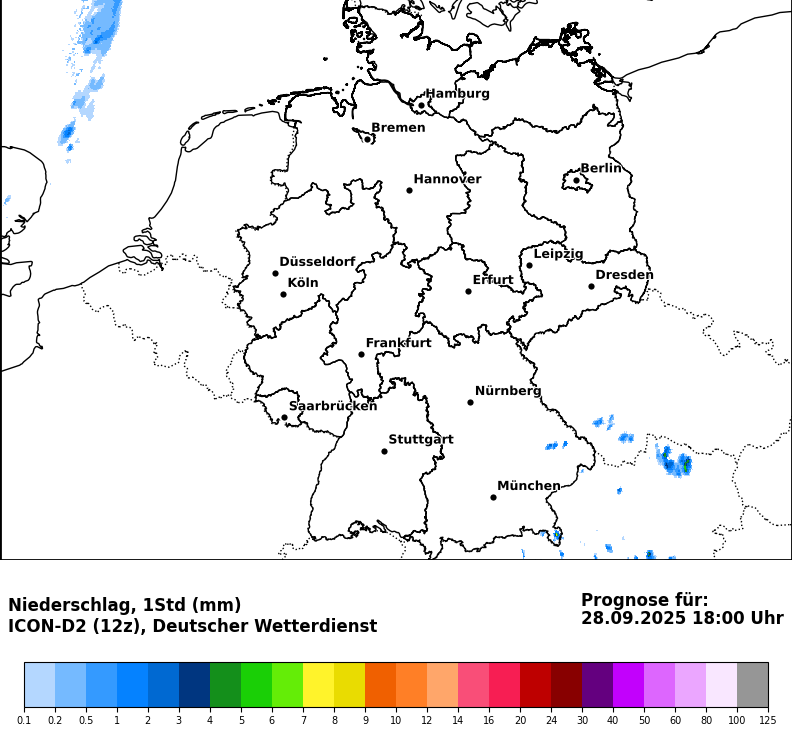 Hamburg
Bremen
Berlin
Hannover
Leipzig
Düsseldorf
Dresden
Köln
Erfurt
Frankfurt
Nürnberg
Saarbrücken
Stuttgart
München
Niederschlag, 1Std (mm)
ICON-D2 (12z), Deutscher Wetterdienst
Prognose für:
28.09.2025 18:00 Uhr
0.1 0.2 0.5 1 2 3 4 5 6 7 8 9 10 12 14 16 20 24 30 40 50 60 80 100 125